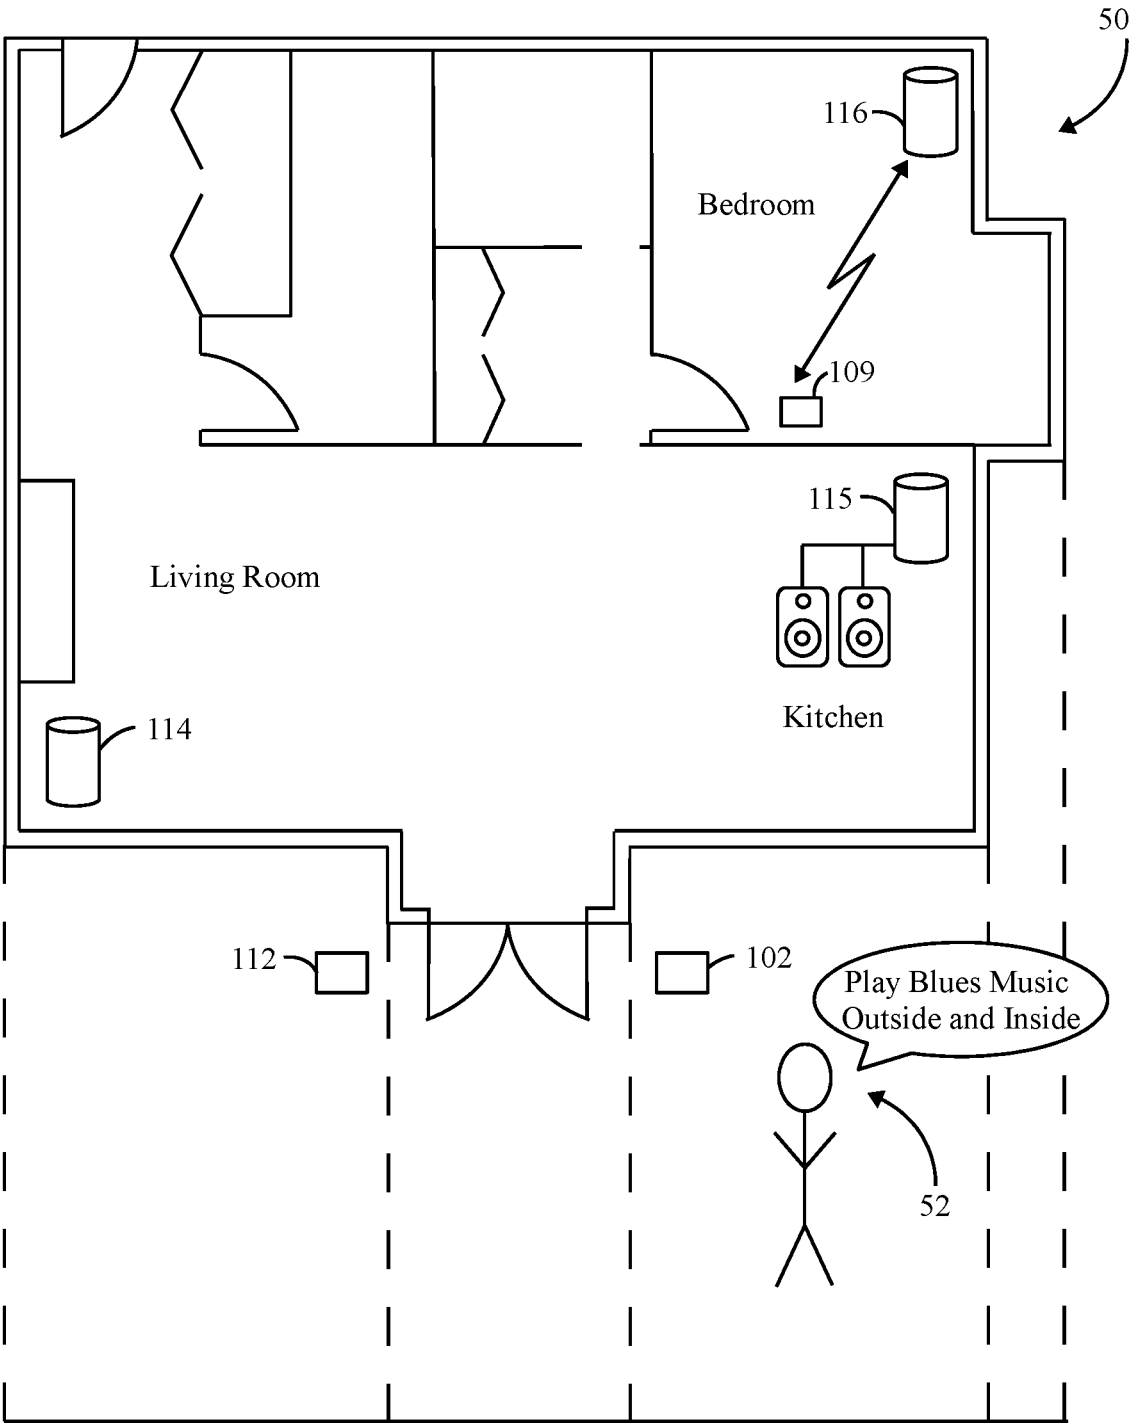 50
116
Bedroom
109
115
Living Room
Kitchen
114
112
102
Play Blues Music
Outside and Inside
52